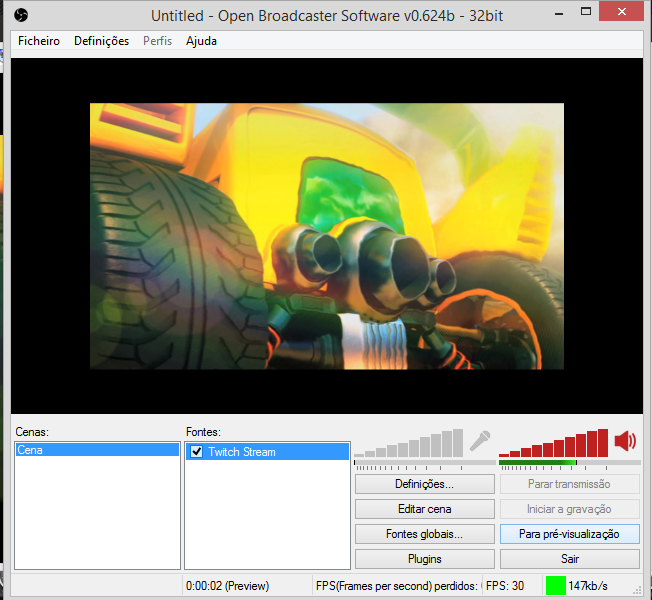 Untitled - Open Broadcaster Software v0.624b - 32bit
Ficheiro Definições Perfis Ajuda
Cenas: Fontes:
Cena
Twitch Stream
Definições... Parar transmissão
Editar cena Iniciar a gravação
Fontes globais... Para pré-visualização
Plugins Sair
0:00:02 (Preview) FPS(Frames per second) perdidos: FPS: 30 147kb/s